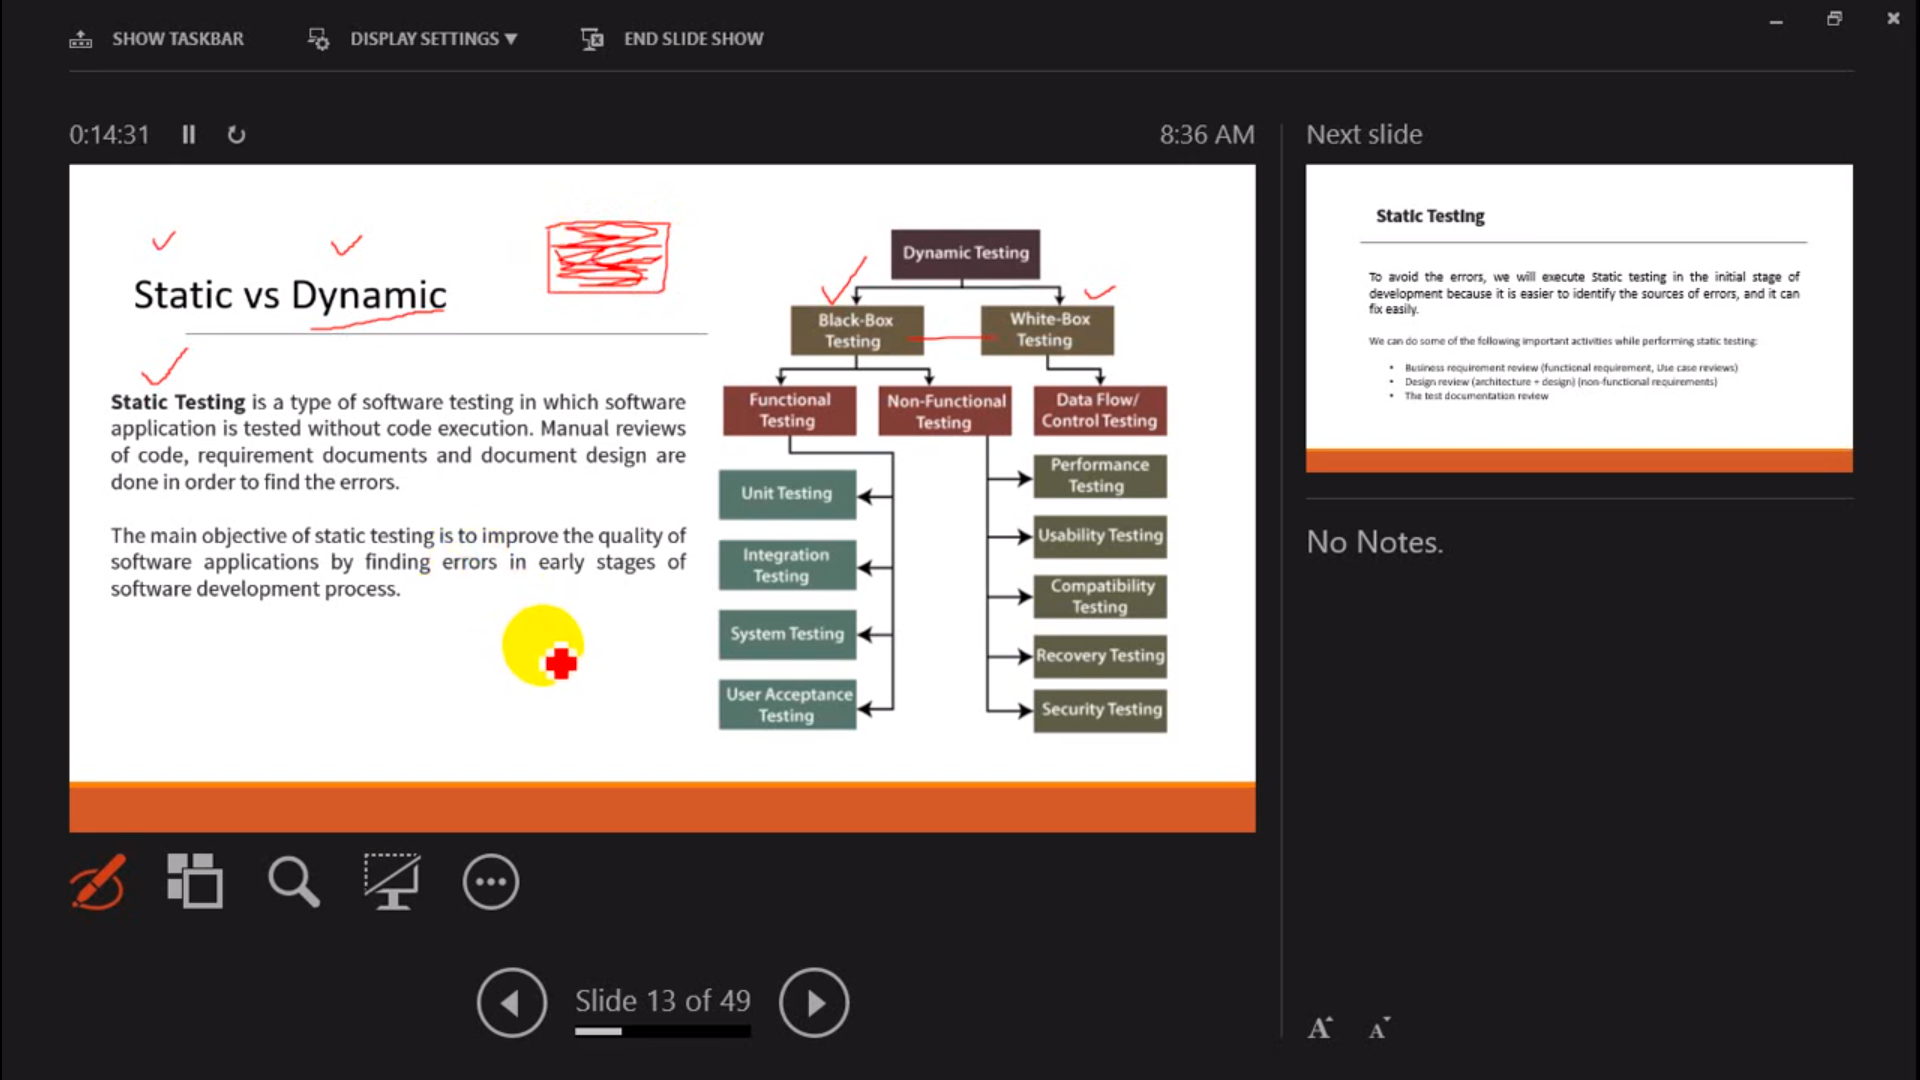 SHOW TASKBAR
DISPLAY SETTINGS ▼
END SLIDE SHOW
0:14:31
8:36 AM
Next slide
Static vs Dynamic
Static Testing is a type of software testing in which software
application is tested without code execution. Manual reviews
of code, requirement documents and document design are
done in order to find the errors.
The main objective of static testing is to improve the quality of
software applications by finding errors in early stages of
software development process.
Dynamic Testing
Black-Box
Testing
White-Box
Testing
Functional
Testing
Non-Functional
Testing
Data Flow/
Control Testing
Unit Testing
Integration
Testing
System Testing
User Acceptance
Testing
Performance
Testing
Usability Testing
Compatibility
Testing
Recovery Testing
Security Testing
Static Testing
To avoid the errors, we will execute Static testing in the initial stage of
development because it is easier to identify the sources of errors, and it can
fix easily.
We can do some of the following important activities while performing static testing:
• Business requirement review (functional requirement, Use case reviews)
• Design review (architecture + design) (non-functional requirements)
• The test documentation review
No Notes.
Slide 13 of 49
A A